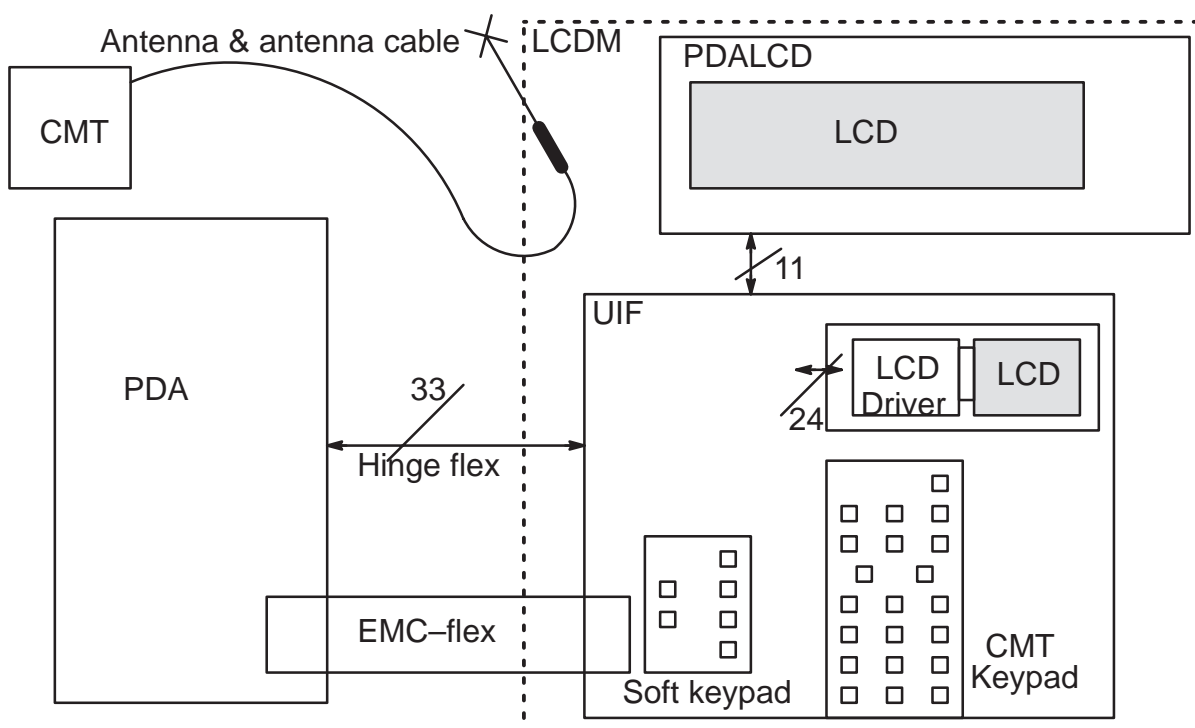 Antenna & antenna cable
LCDM
PDALCD
CMT
LCD
11
UIF
PDA
33
LCD
Driver
LCD
24
Hinge flex
EMC–flex
CMT
Keypad
Soft keypad